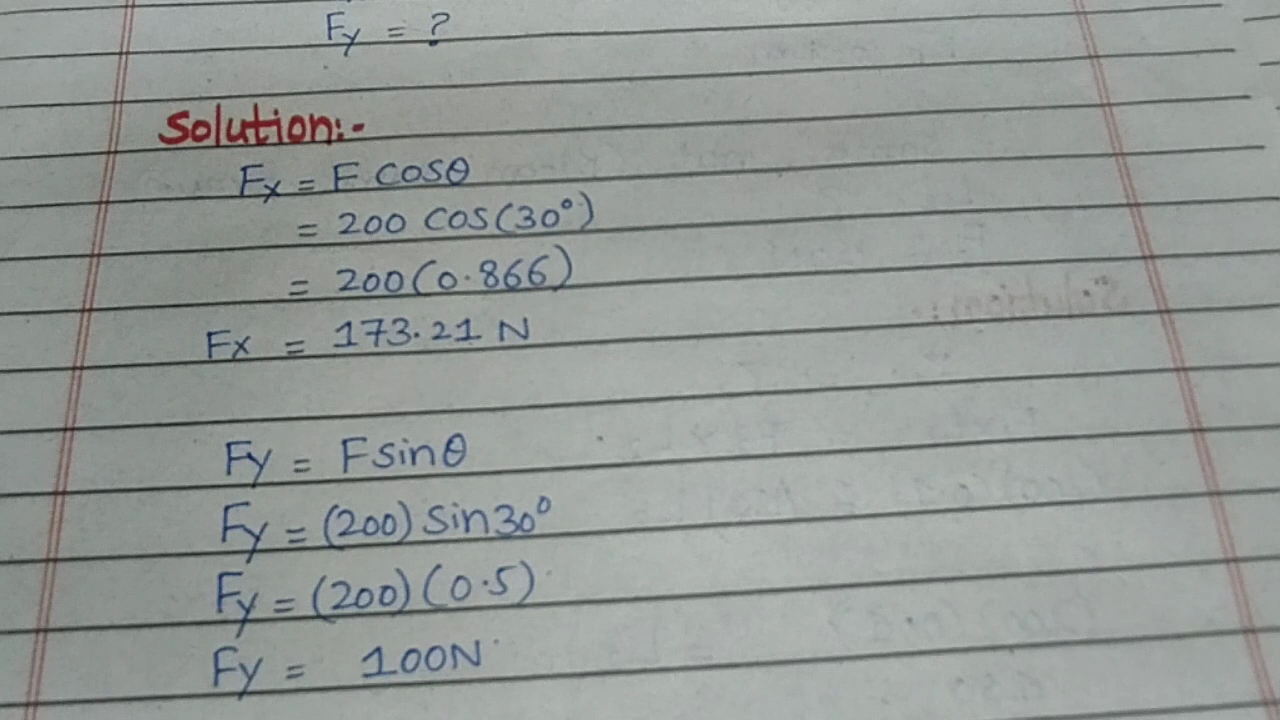 Fy = ?
Solution:-
Fx = F cosθ
= 200 cos(30°)
= 200(0.866)
Fx = 173.21 N
Fy = Fsinθ
Fy = (200) Sin30°
Fy = (200)(0.5)
Fy = 100N